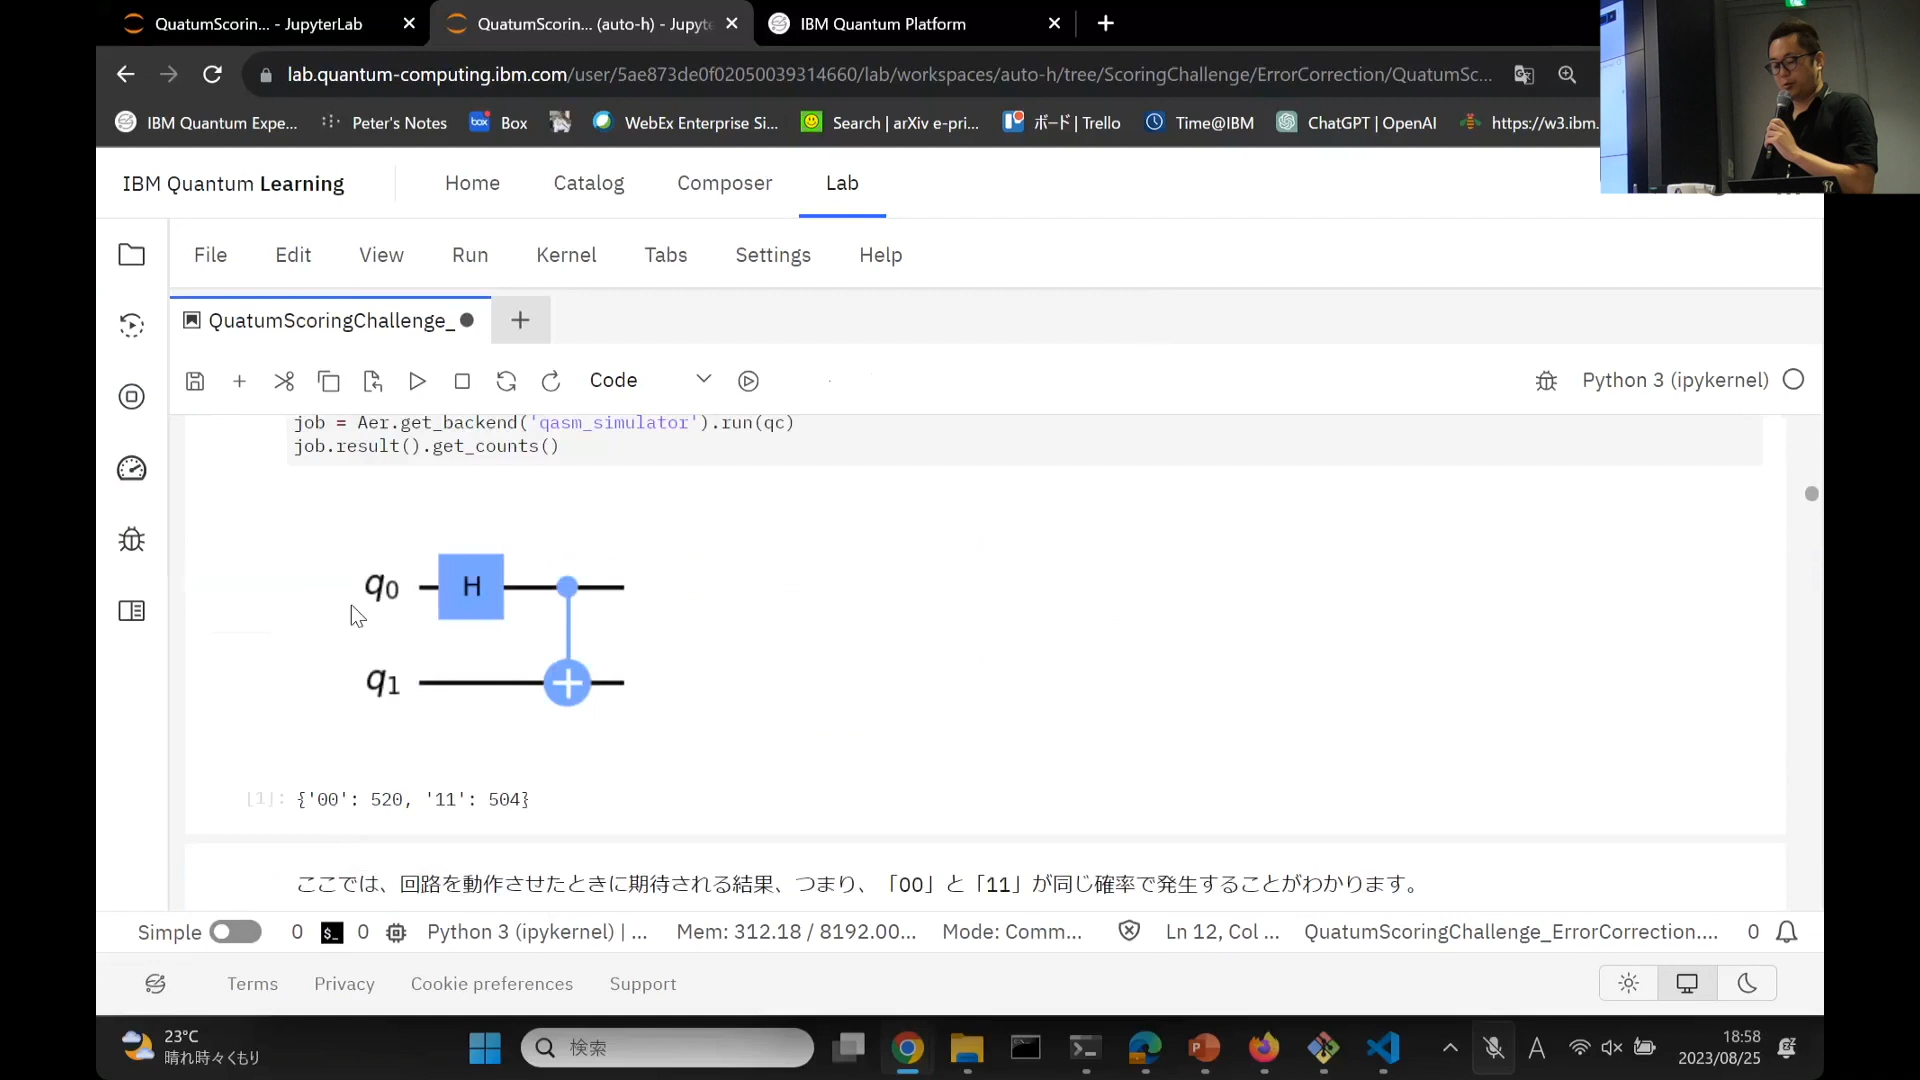 QuatumScorin... - JupyterLab
QuatumScorin... (auto-h) - Jupyte
IBM Quantum Platform
lab.quantum-computing.ibm.com/user/5ae873de0f02050039314660/lab/workspaces/auto-h/tree/ScoringChallenge/ErrorCorrection/QuatumSc...
IBM Quantum Expe...
Peter's Notes
box
Box
WebEx Enterprise Si...
Search | arXiv e-pri...
ボード | Trello
Time@IBM
ChatGPT | OpenAI
https://w3.ibm.
IBM Quantum Learning
Home
Catalog
Composer
Lab
File
Edit
View
Run
Kernel
Tabs
Settings
Help
QuatumScoringChallenge_
Code
Python 3 (ipykernel)
job = Aer.get_backend('qasm_simulator').run(qc)
job.result().get_counts()
q0
H
q1
[1]: {'00': 520, '11': 504}
ここでは、回路を動作させたときに期待される結果、つまり、「00」と「11」が同じ確率で発生することがわかります。
Simple
0
$_
0
Python 3 (ipykernel) | ...
Mem: 312.18 / 8192.00...
Mode: Comm...
Ln 12, Col ...
QuatumScoringChallenge_ErrorCorrection....
0
Terms
Privacy
Cookie preferences
Support
23°C
晴れ時々くもり
検索
A
18:58
2023/08/25